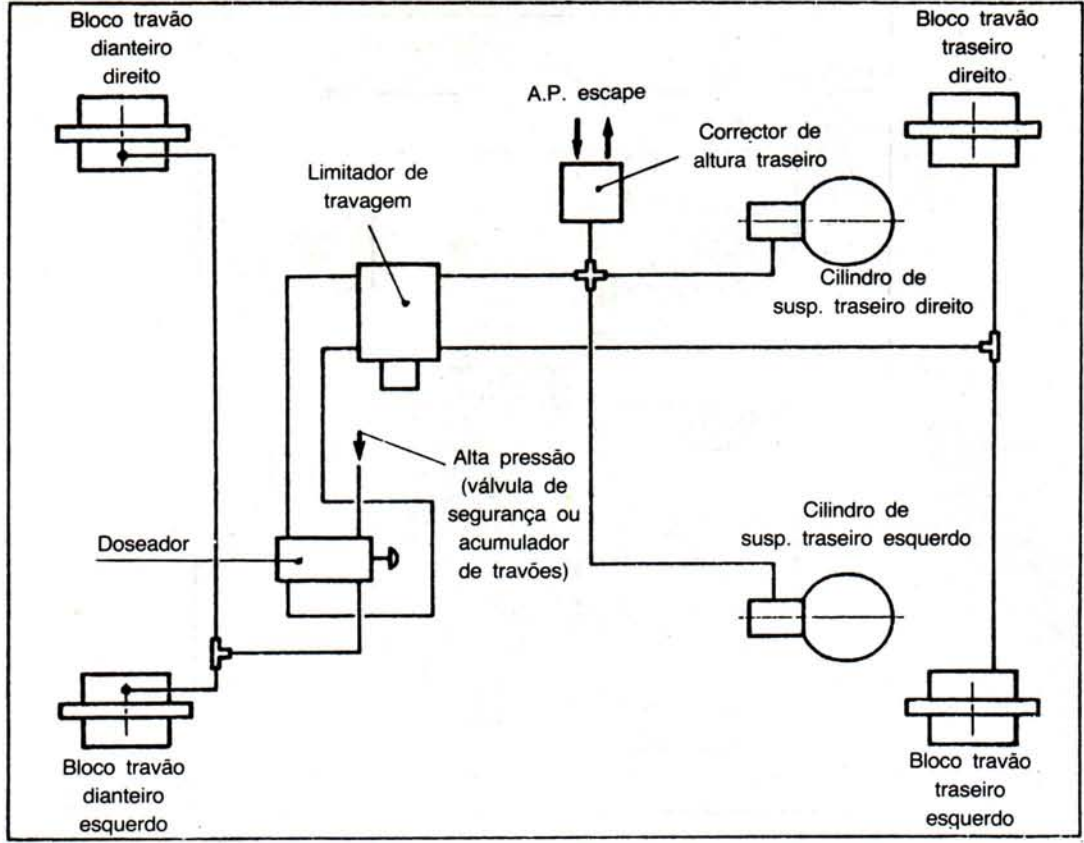 Bloco travão
dianteiro
direito
Bloco travão
traseiro
direito
A.P. escape
Corrector de
altura traseiro
Limitador de
travagem
Cilindro de
susp. traseiro direito
Alta pressão
(válvula de
segurança ou
acumulador
de travões)
Cilindro de
susp. traseiro esquerdo
Doseador
Bloco travão
dianteiro
esquerdo
Bloco travão
traseiro
esquerdo